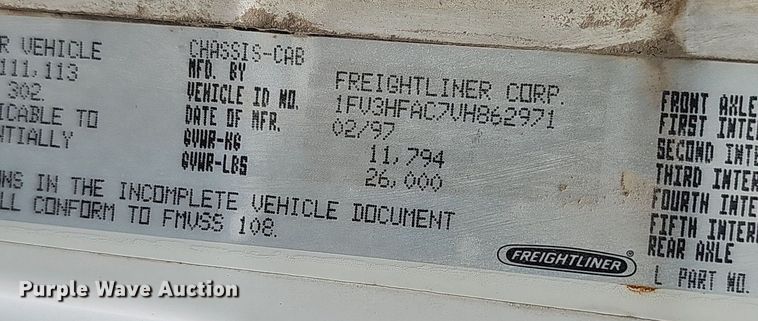 R VEHICLE
111,113
302.
ICABLE TO
NTIALLY
CHASSIS-CAB
MFD. BY FREIGHTLINER CORP.
VEHICLE ID NO. 1FV3HFAC7VH862971
DATE OF MFR. 02/97
GVWR-KG 11,794
GVWR-LBS 26,000
NS IN THE INCOMPLETE VEHICLE DOCUMENT
LL CONFORM TO FMVSS 108.
FREIGHTLINER
FRONT AXLE
FIRST INTER
SECOND INTE
THIRD INTER
FOURTH INTE
FIFTH INTER
REAR AXLE
L PART NO.
Purple Wave Auction